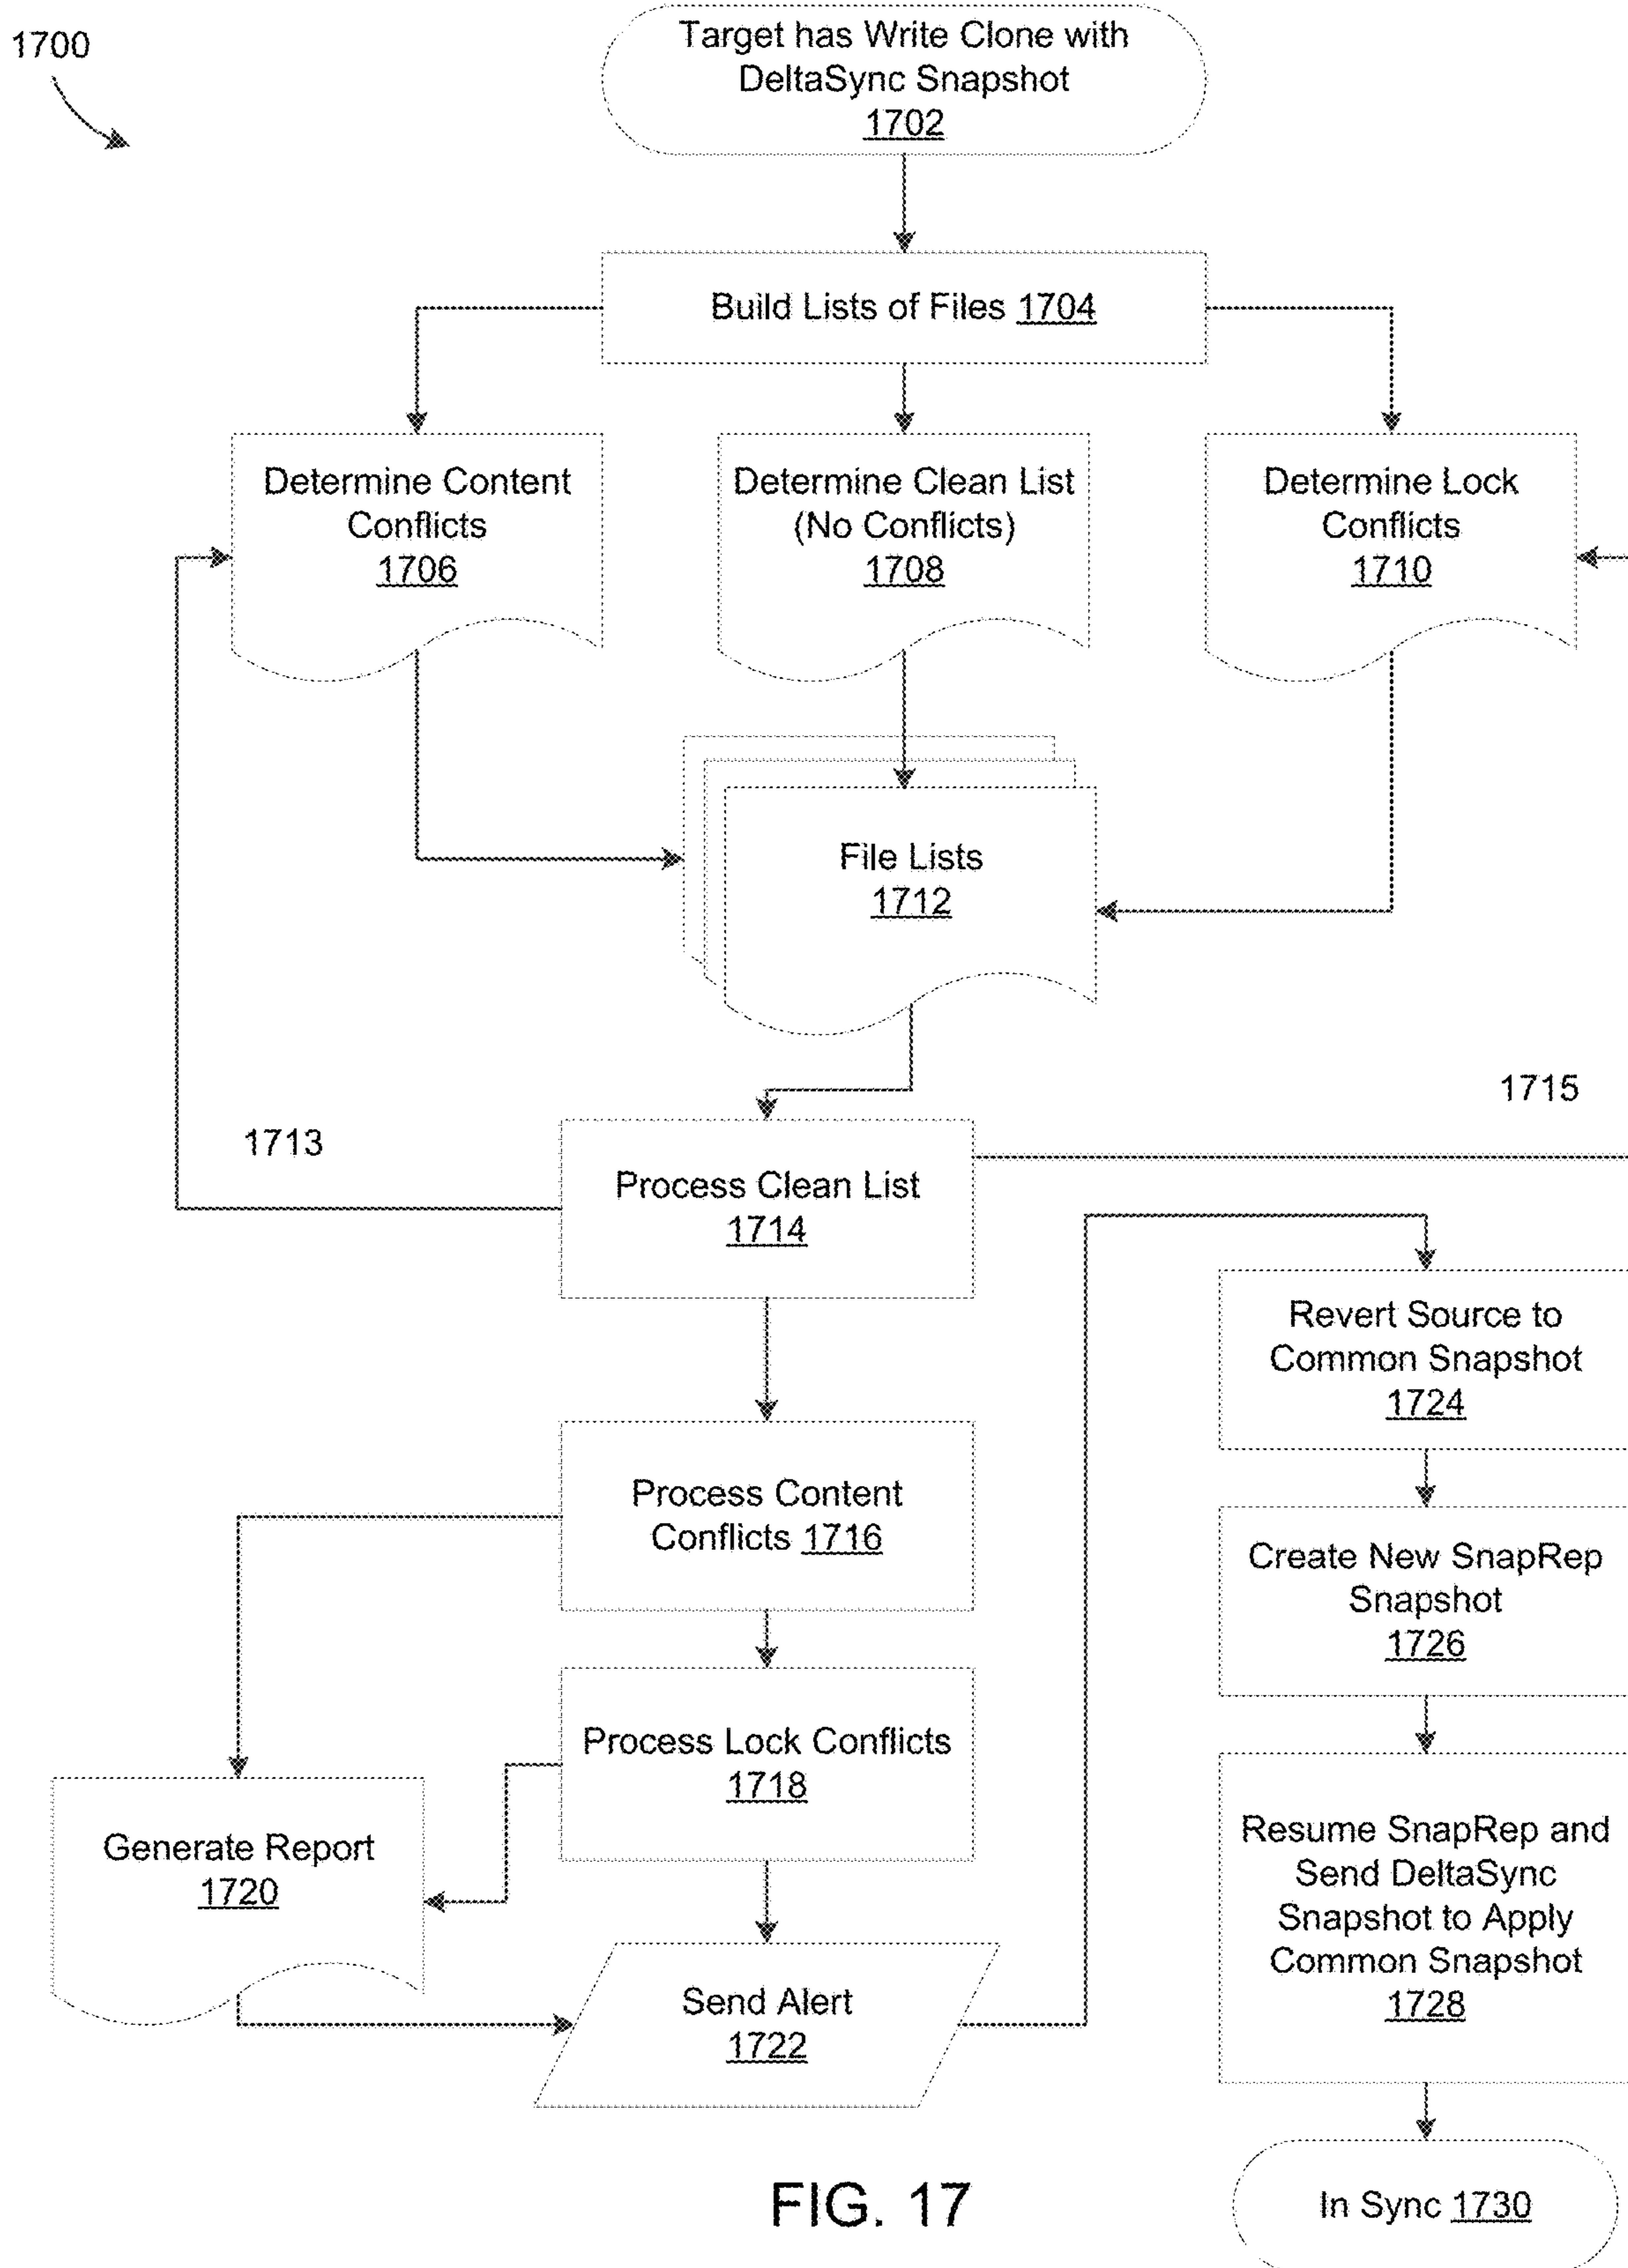 1700
Target has Write Clone with
DeltaSync Snapshot
1702
Build Lists of Files 1704
Determine Content
Conflicts
1706
Determine Clean List
(No Conflicts)
1708
Determine Lock
Conflicts
1710
File Lists
1712
1713
1715
Process Clean List
1714
Process Content
Conflicts 1716
Process Lock Conflicts
1718
Generate Report
1720
Send Alert
1722
Revert Source to
Common Snapshot
1724
Create New SnapRep
Snapshot
1726
Resume SnapRep and
Send DeltaSync
Snapshot to Apply
Common Snapshot
1728
In Sync 1730
FIG. 17